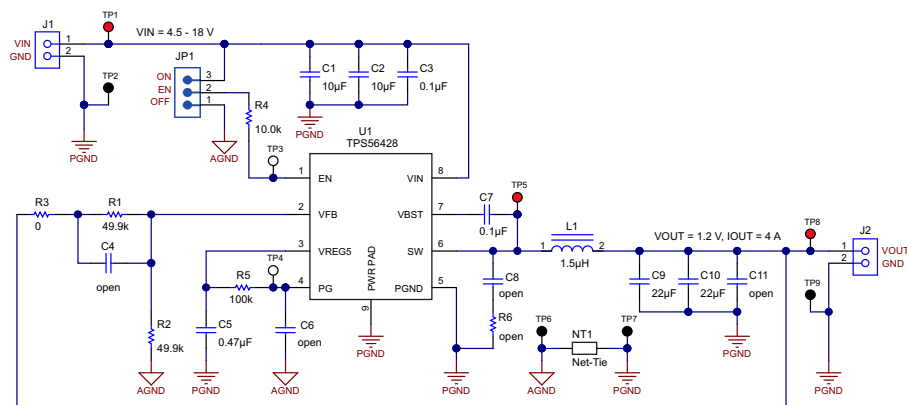 J1
VIN
GND
1
2
TP1
VIN = 4.5 - 18 V
TP2
PGND
JP1
ON
EN
OFF
3
2
1
R4
10.0k
AGND
C1
10µF
C2
10µF
C3
0.1µF
PGND
U1
TPS56428
TP3
1
EN
2
VFB
3
VREG5
4
PG
PWR PAD
9
PGND
VIN
8
VBST
7
SW
6
PGND
5
R3
0
R1
49.9k
C4
open
R2
49.9k
AGND
R5
100k
TP4
C5
0.47µF
PGND
C6
open
AGND
C7
0.1µF
TP5
C8
open
R6
open
PGND
L1
1
2
1.5µH
VOUT = 1.2 V, IOUT = 4 A
C9
22µF
C10
22µF
C11
open
PGND
TP6
AGND
NT1
Net-Tie
TP7
PGND
TP8
J2
1
2
VOUT
GND
TP9
PGND